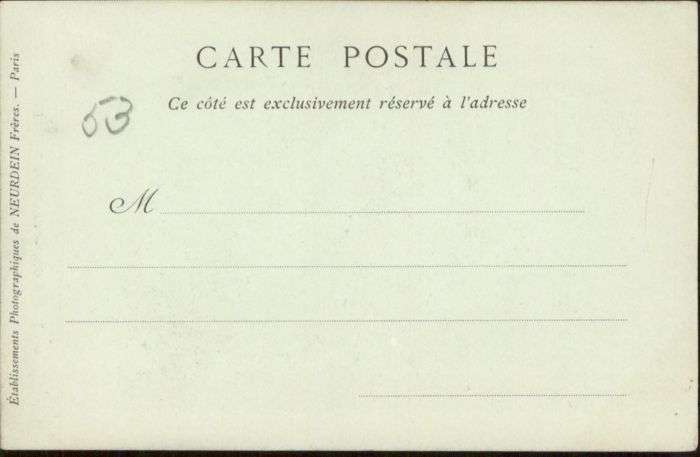 CARTE POSTALE
Ce côté est exclusivement réservé à l'adresse
53
M
Établissements Photographiques de NEURDEIN Frères. — Paris